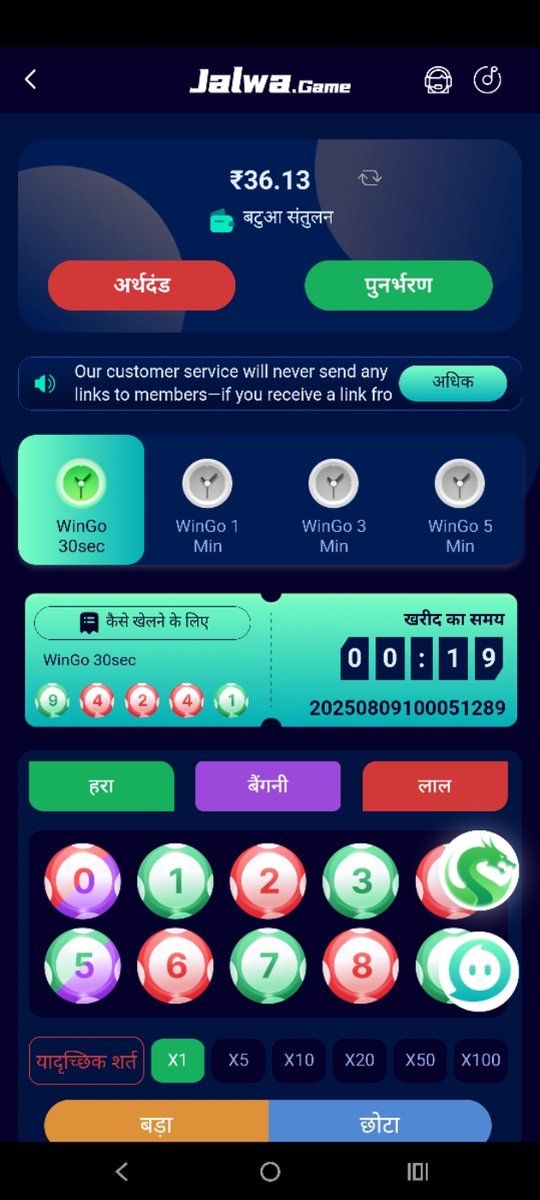 Jalwa.Game
₹36.13
बटुआ संतुलन
अर्थदंड
पुनर्भरण
Our customer service will never send any
links to members—if you receive a link fro
अधिक
WinGo
30sec
WinGo 1
Min
WinGo 3
Min
WinGo 5
Min
कैसे खेलने के लिए
WinGo 30sec
9 4 2 4 1
खरीद का समय
00:19
20250809100051289
हरा
बैंगनी
लाल
0 1 2 3
5 6 7 8
यादृच्छिक शर्त
X1
X5
X10
X20
X50
X100
बड़ा
छोटा